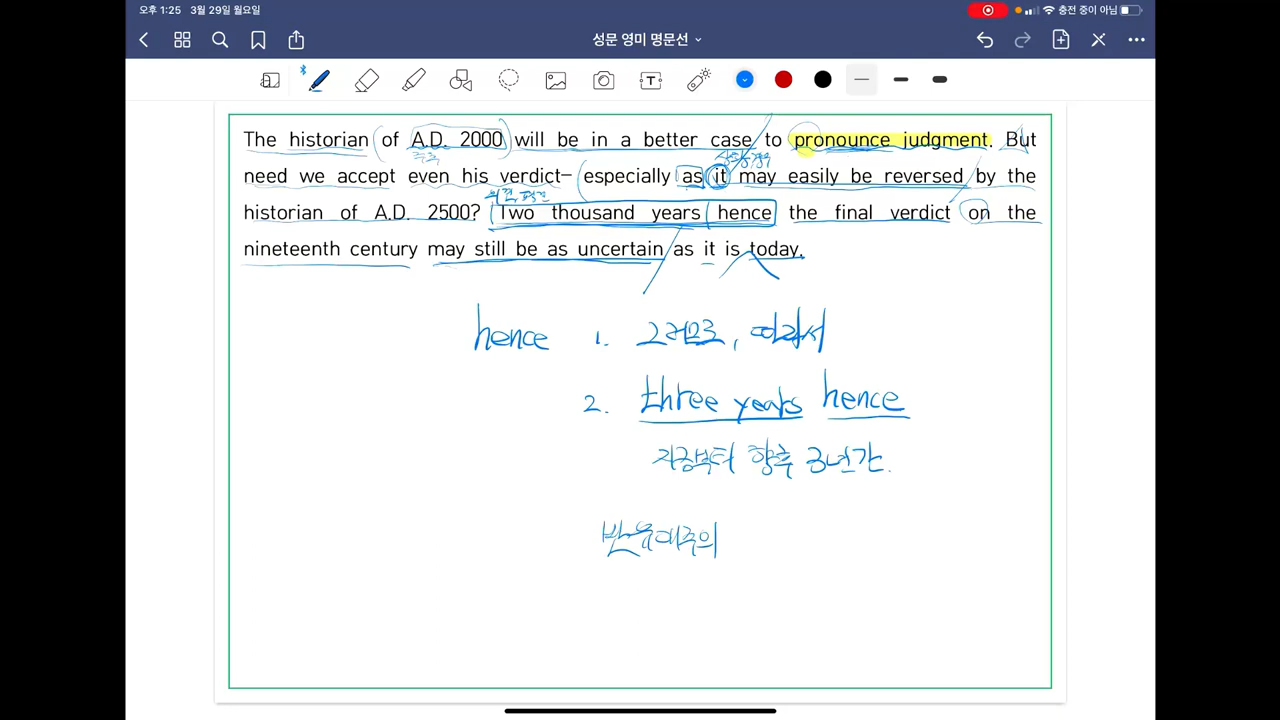 오후 1:25 3월 29일 월요일
충전 중이 아님
성문 영미 명문선
The historian of A.D. 2000 will be in a better case to pronounce judgment. But
need we accept even his verdict– especially as it may easily be reversed by the
historian of A.D. 2500? Two thousand years hence the final verdict on the
nineteenth century may still be as uncertain as it is today.
hence 1. 그러므로, 따라서
2. three years hence
지금부터 향후 3년간.
반유대주의